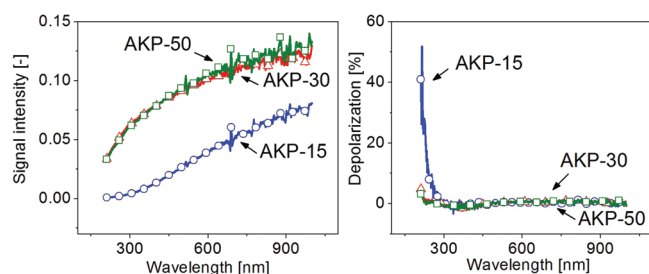 Signal intensity [-]
0.15
0.10
0.05
0.00
AKP-50
AKP-30
AKP-15
300 600 900
Wavelength [nm]
Depolarization [%]
60
40
20
0
AKP-15
AKP-30
AKP-50
300 600 900
Wavelength [nm]